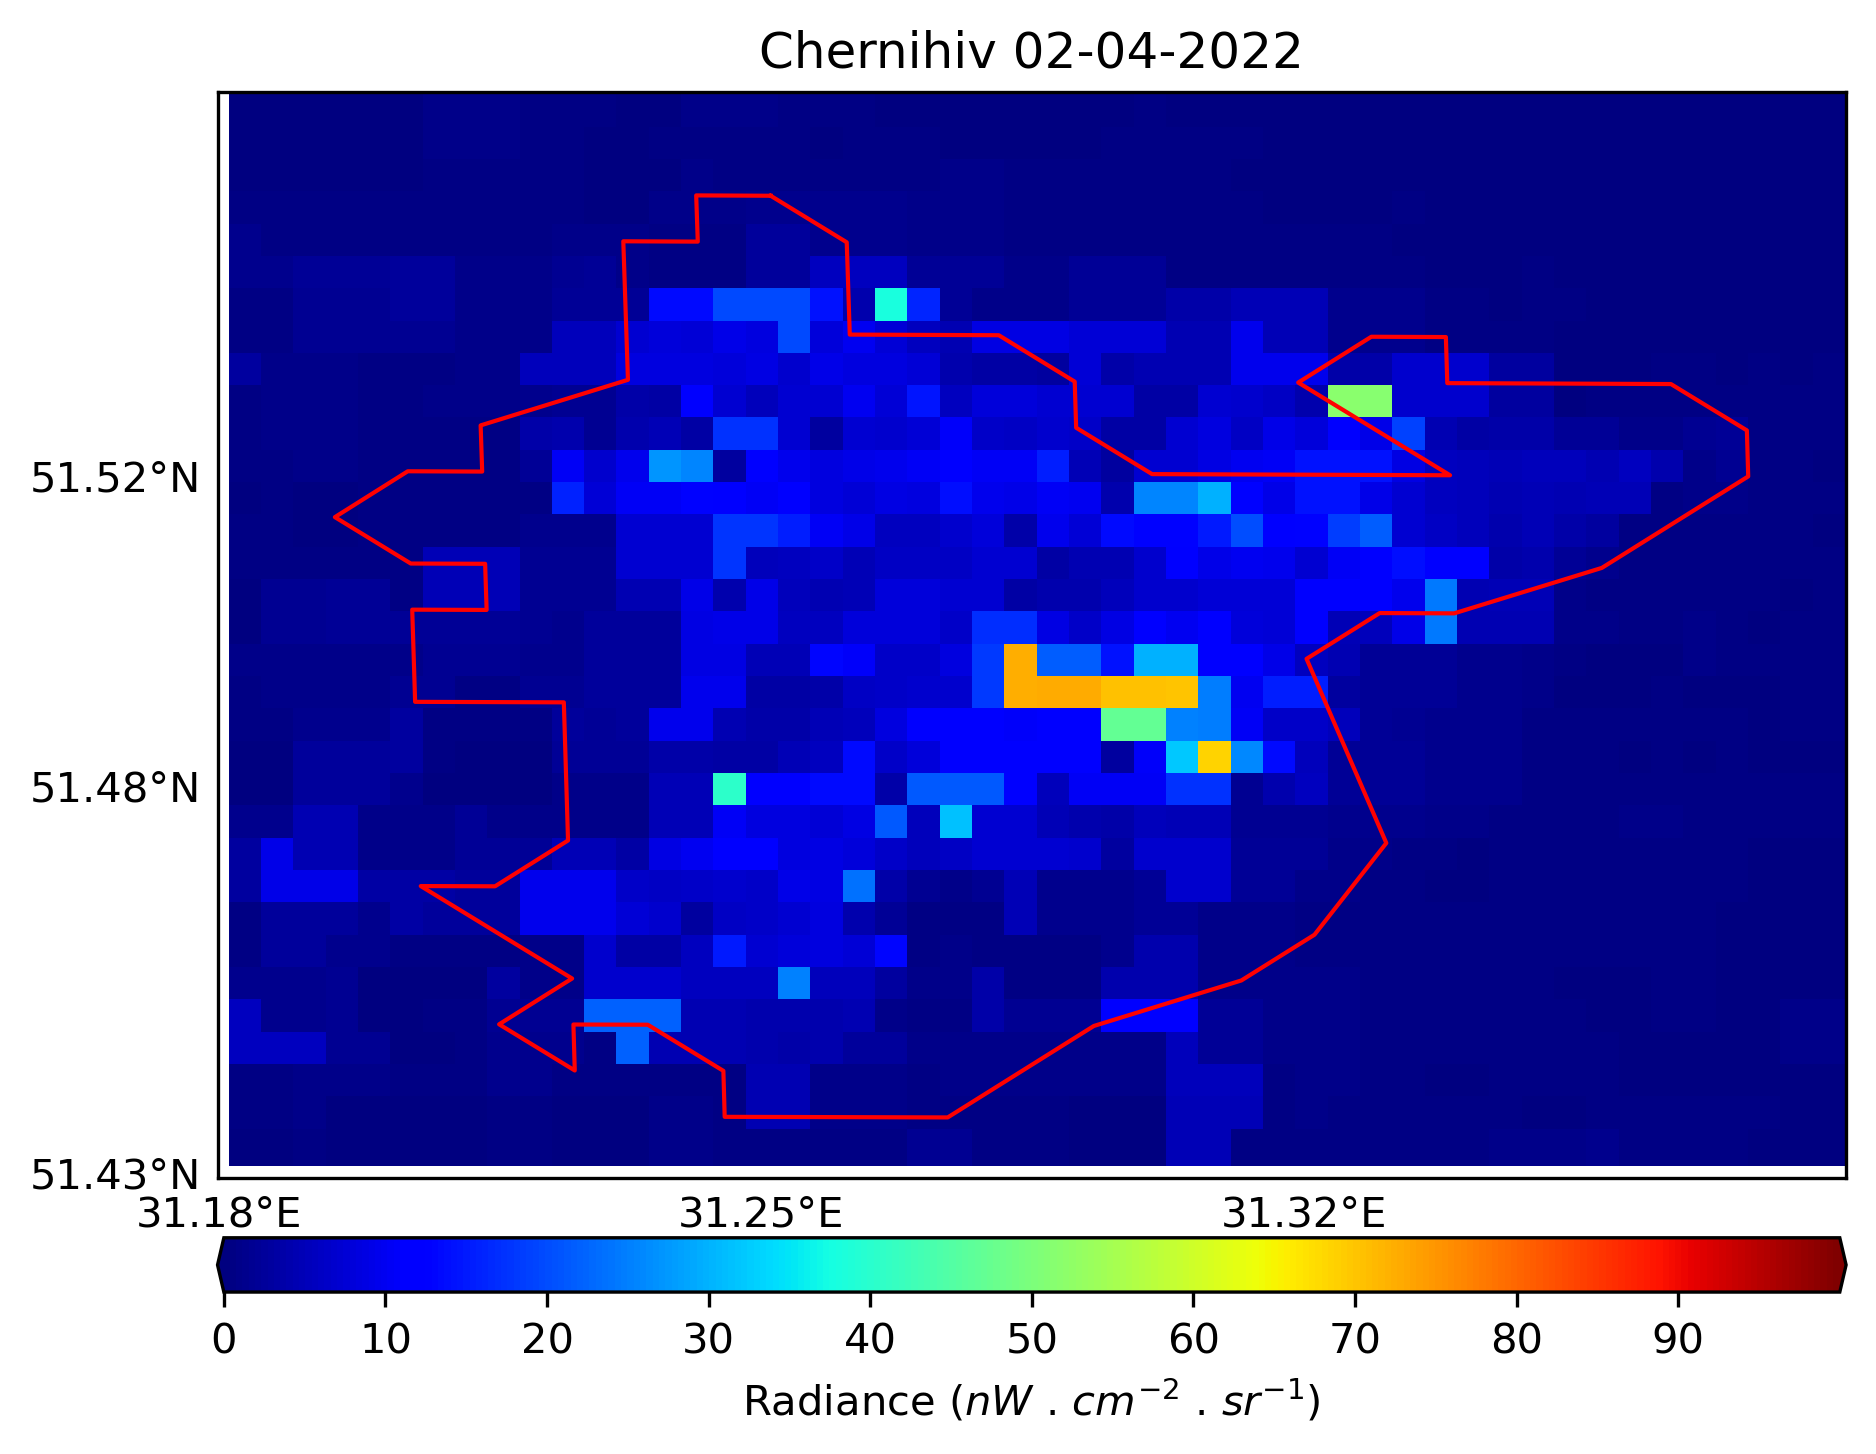 Chernihiv 02-04-2022
51.52°N
51.48°N
51.43°N
31.18°E 31.25°E 31.32°E
0 10 20 30 40 50 60 70 80 90
Radiance (nW . cm⁻² . sr⁻¹)